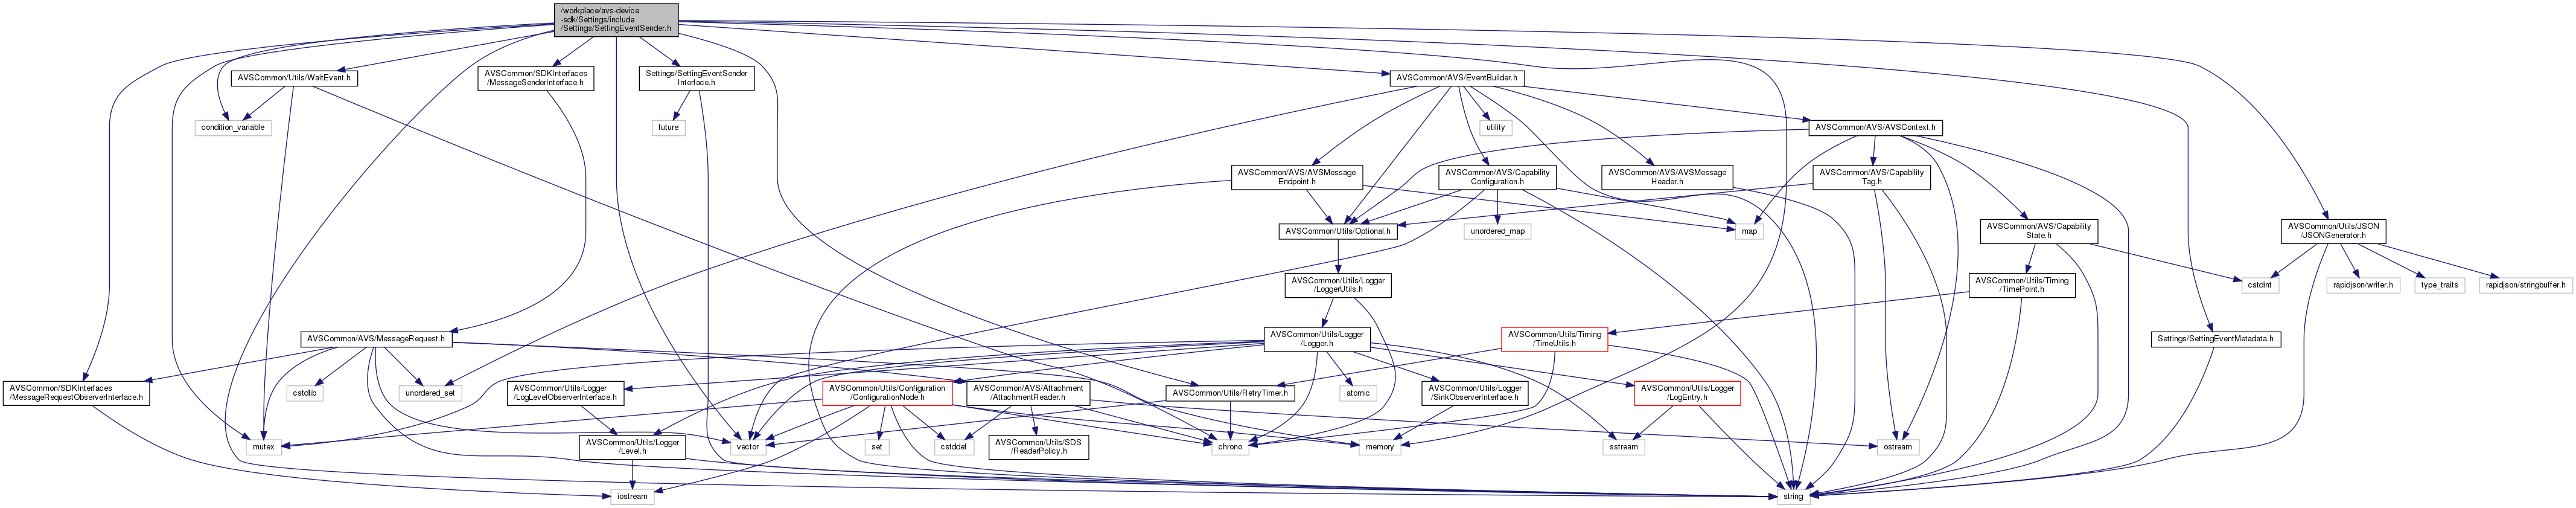 /workplace/avs-device
-sdk/Settings/include
/Settings/SettingEventSender.h
AVSCommon/Utils/WaitEvent.h
AVSCommon/SDKInterfaces
/MessageSenderInterface.h
Settings/SettingEventSender
Interface.h
AVSCommon/AVS/EventBuilder.h
condition_variable
future
utility
AVSCommon/AVS/AVSContext.h
AVSCommon/AVS/AVSMessage
Endpoint.h
AVSCommon/AVS/Capability
Configuration.h
AVSCommon/AVS/AVSMessage
Header.h
AVSCommon/AVS/Capability
Tag.h
AVSCommon/Utils/Optional.h
unordered_map
map
AVSCommon/AVS/Capability
State.h
AVSCommon/Utils/JSON
/JSONGenerator.h
AVSCommon/Utils/Logger
/LoggerUtils.h
AVSCommon/Utils/Timing
/TimePoint.h
cstdint
rapidjson/writer.h
type_traits
rapidjson/stringbuffer.h
AVSCommon/AVS/MessageRequest.h
AVSCommon/Utils/Logger
/Logger.h
AVSCommon/Utils/Timing
/TimeUtils.h
Settings/SettingEventMetadata.h
AVSCommon/SDKInterfaces
/MessageRequestObserverInterface.h
cstdlib
unordered_set
AVSCommon/Utils/Logger
/LogLevelObserverInterface.h
AVSCommon/Utils/Configuration
/ConfigurationNode.h
AVSCommon/AVS/Attachment
/AttachmentReader.h
AVSCommon/Utils/RetryTimer.h
atomic
AVSCommon/Utils/Logger
/SinkObserverInterface.h
AVSCommon/Utils/Logger
/LogEntry.h
mutex
AVSCommon/Utils/Logger
/Level.h
vector
set
cstddef
AVSCommon/Utils/SDS
/ReaderPolicy.h
chrono
memory
sstream
ostream
iostream
string